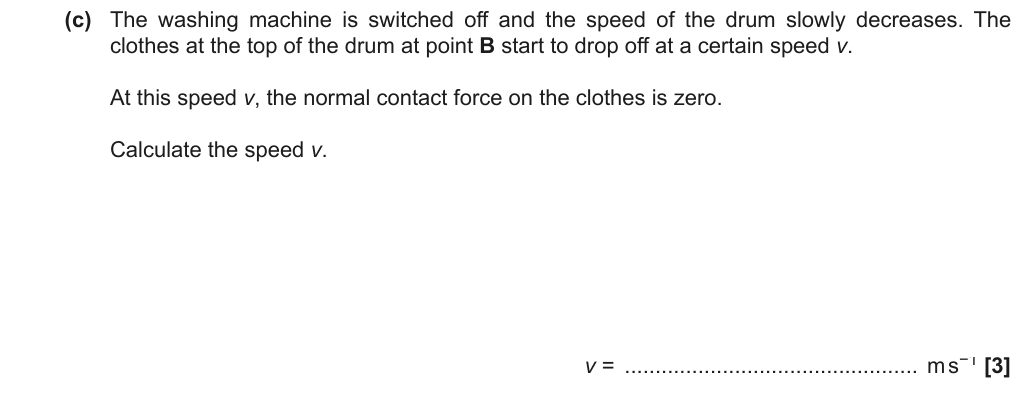 (c) The washing machine is switched off and the speed of the drum slowly decreases. The
clothes at the top of the drum at point B start to drop off at a certain speed v.
At this speed v, the normal contact force on the clothes is zero.
Calculate the speed v.
v = ................................................ m s⁻¹ [3]